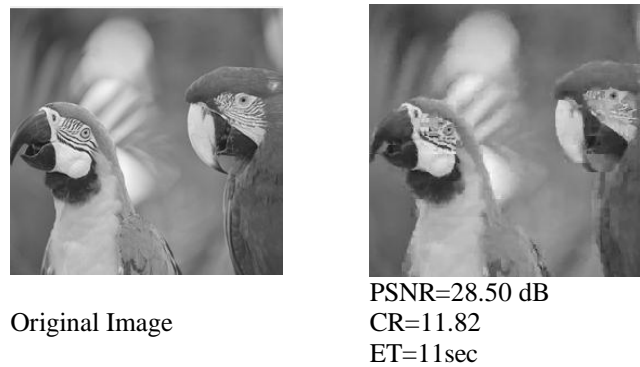 Original Image
PSNR=28.50 dB
CR=11.82
ET=11sec